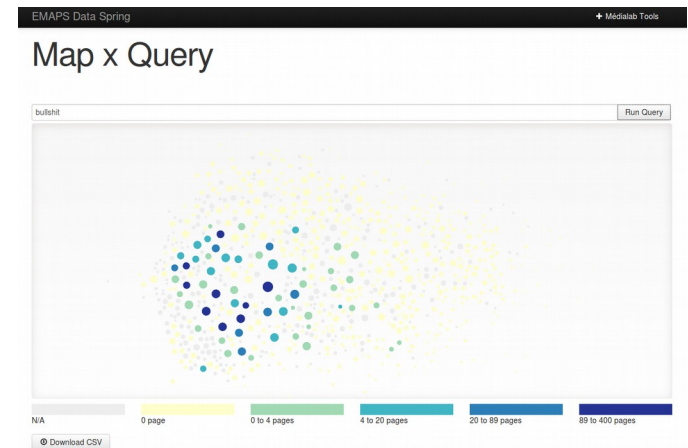 EMAPS Data Spring
+ Médialab Tools
Map x Query
bullshit
Run Query
N/A
0 page
0 to 4 pages
4 to 20 pages
20 to 89 pages
89 to 400 pages
Download CSV